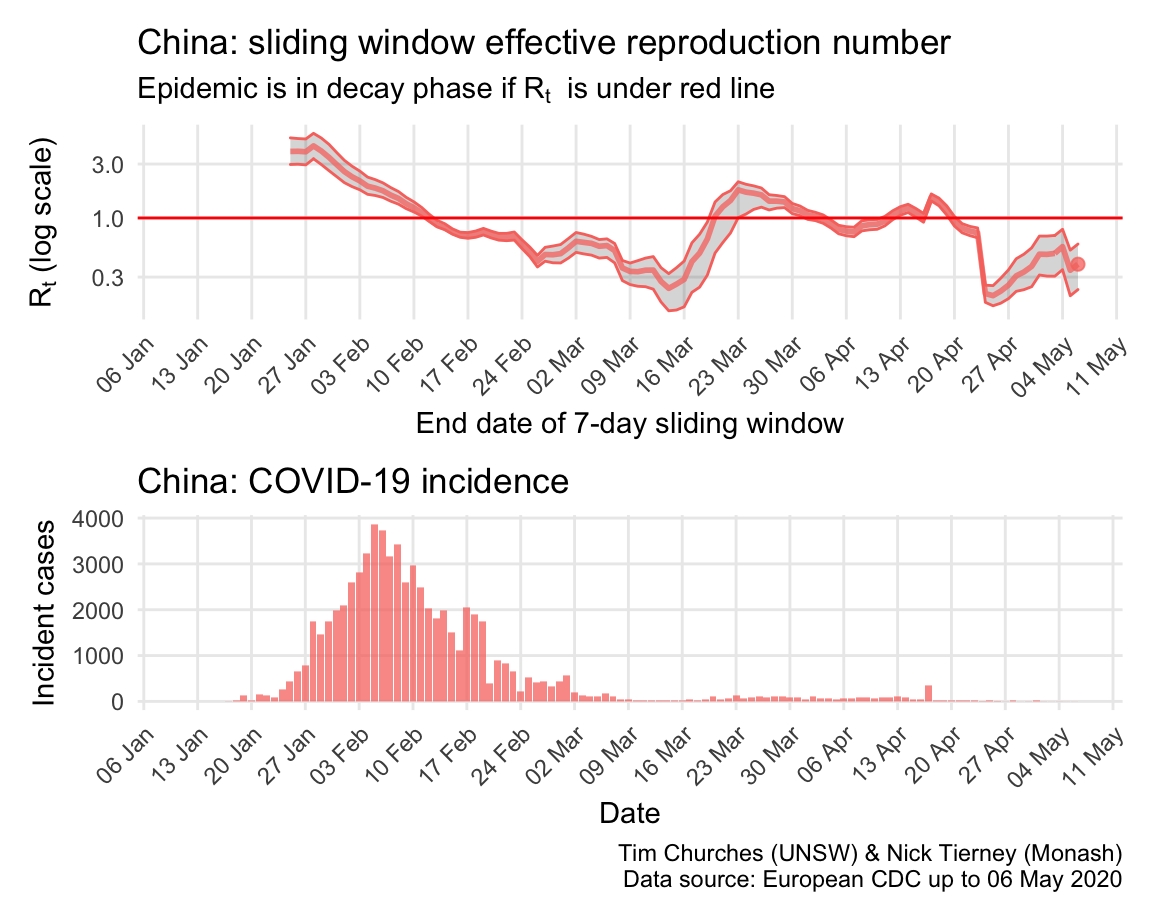 China: sliding window effective reproduction number
Epidemic is in decay phase if Rt is under red line
Rt (log scale)
3.0
1.0
0.3
06 Jan
13 Jan
20 Jan
27 Jan
03 Feb
10 Feb
17 Feb
24 Feb
02 Mar
09 Mar
16 Mar
23 Mar
30 Mar
06 Apr
13 Apr
20 Apr
27 Apr
04 May
11 May
End date of 7-day sliding window
China: COVID-19 incidence
Incident cases
4000
3000
2000
1000
0
06 Jan
13 Jan
20 Jan
27 Jan
03 Feb
10 Feb
17 Feb
24 Feb
02 Mar
09 Mar
16 Mar
23 Mar
30 Mar
06 Apr
13 Apr
20 Apr
27 Apr
04 May
11 May
Date
Tim Churches (UNSW) & Nick Tierney (Monash)
Data source: European CDC up to 06 May 2020